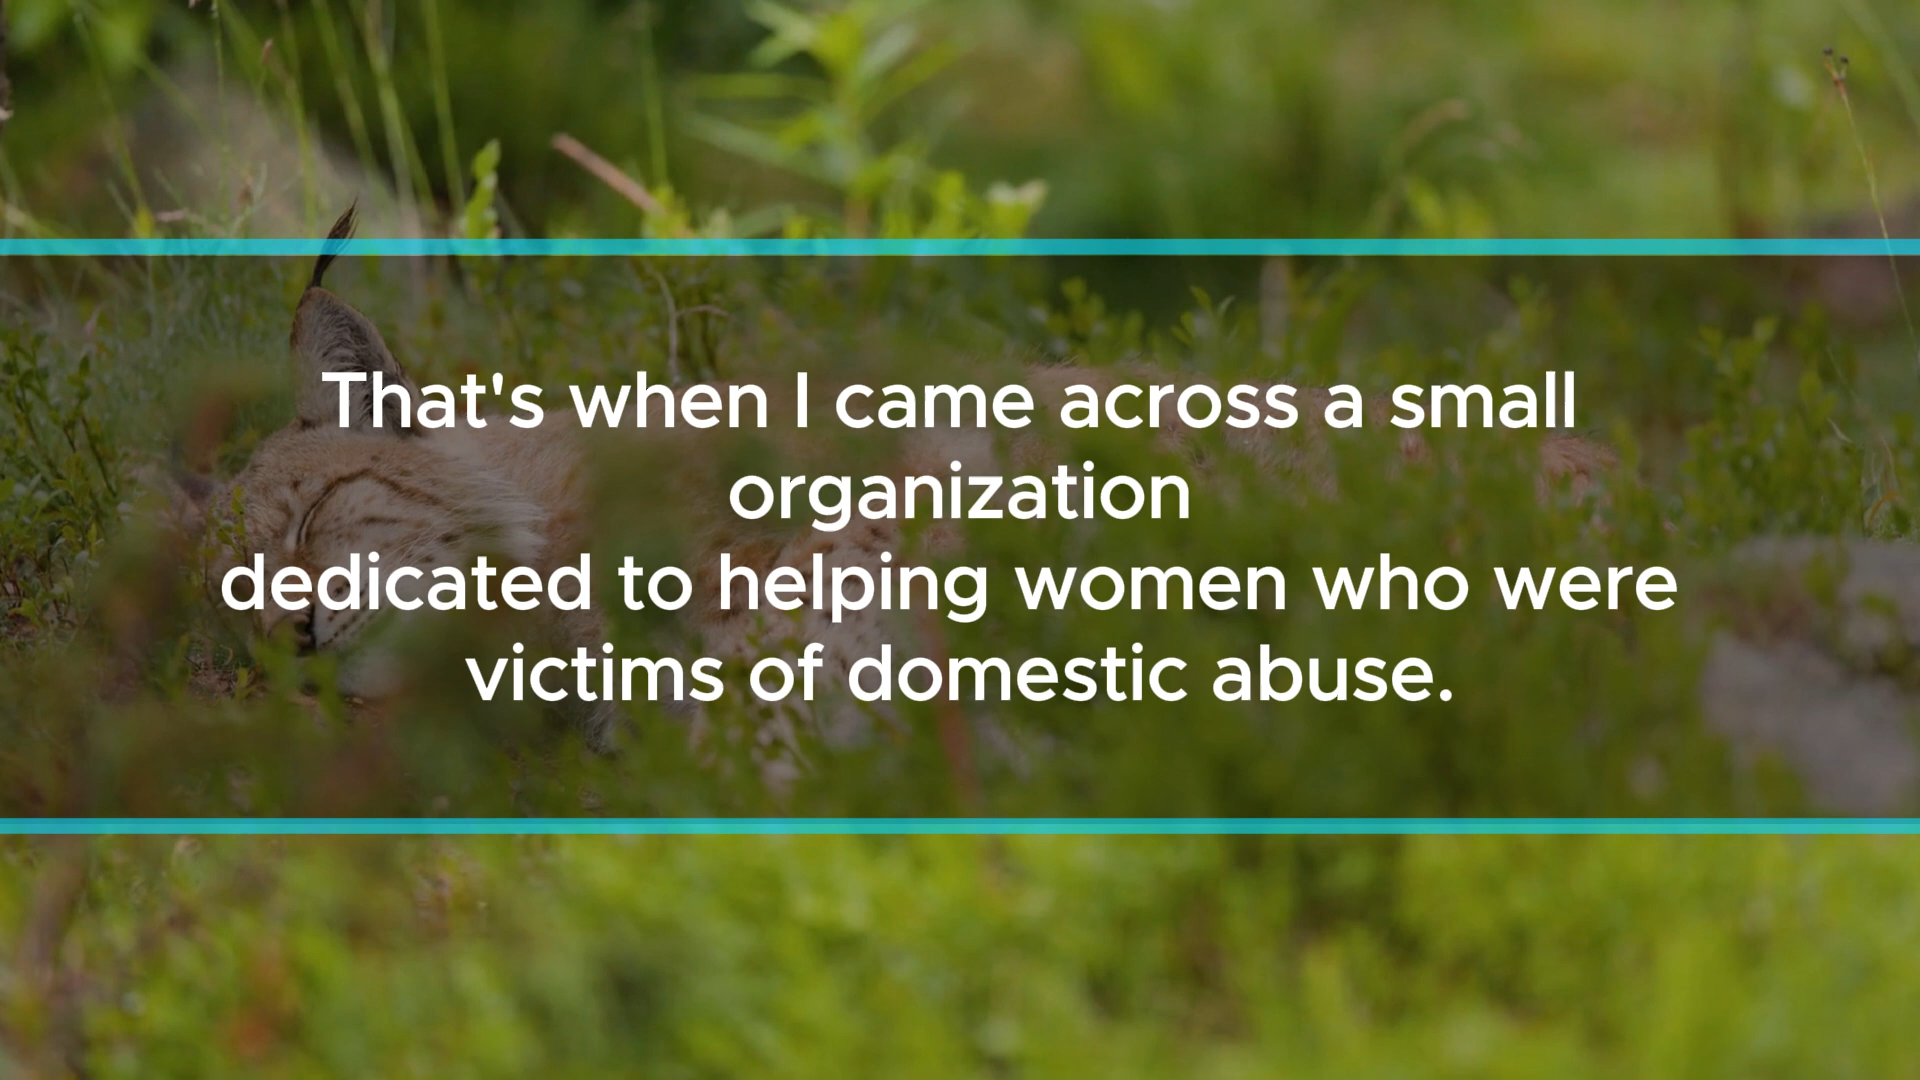 That's when I came across a small
organization
dedicated to helping women who were
victims of domestic abuse.